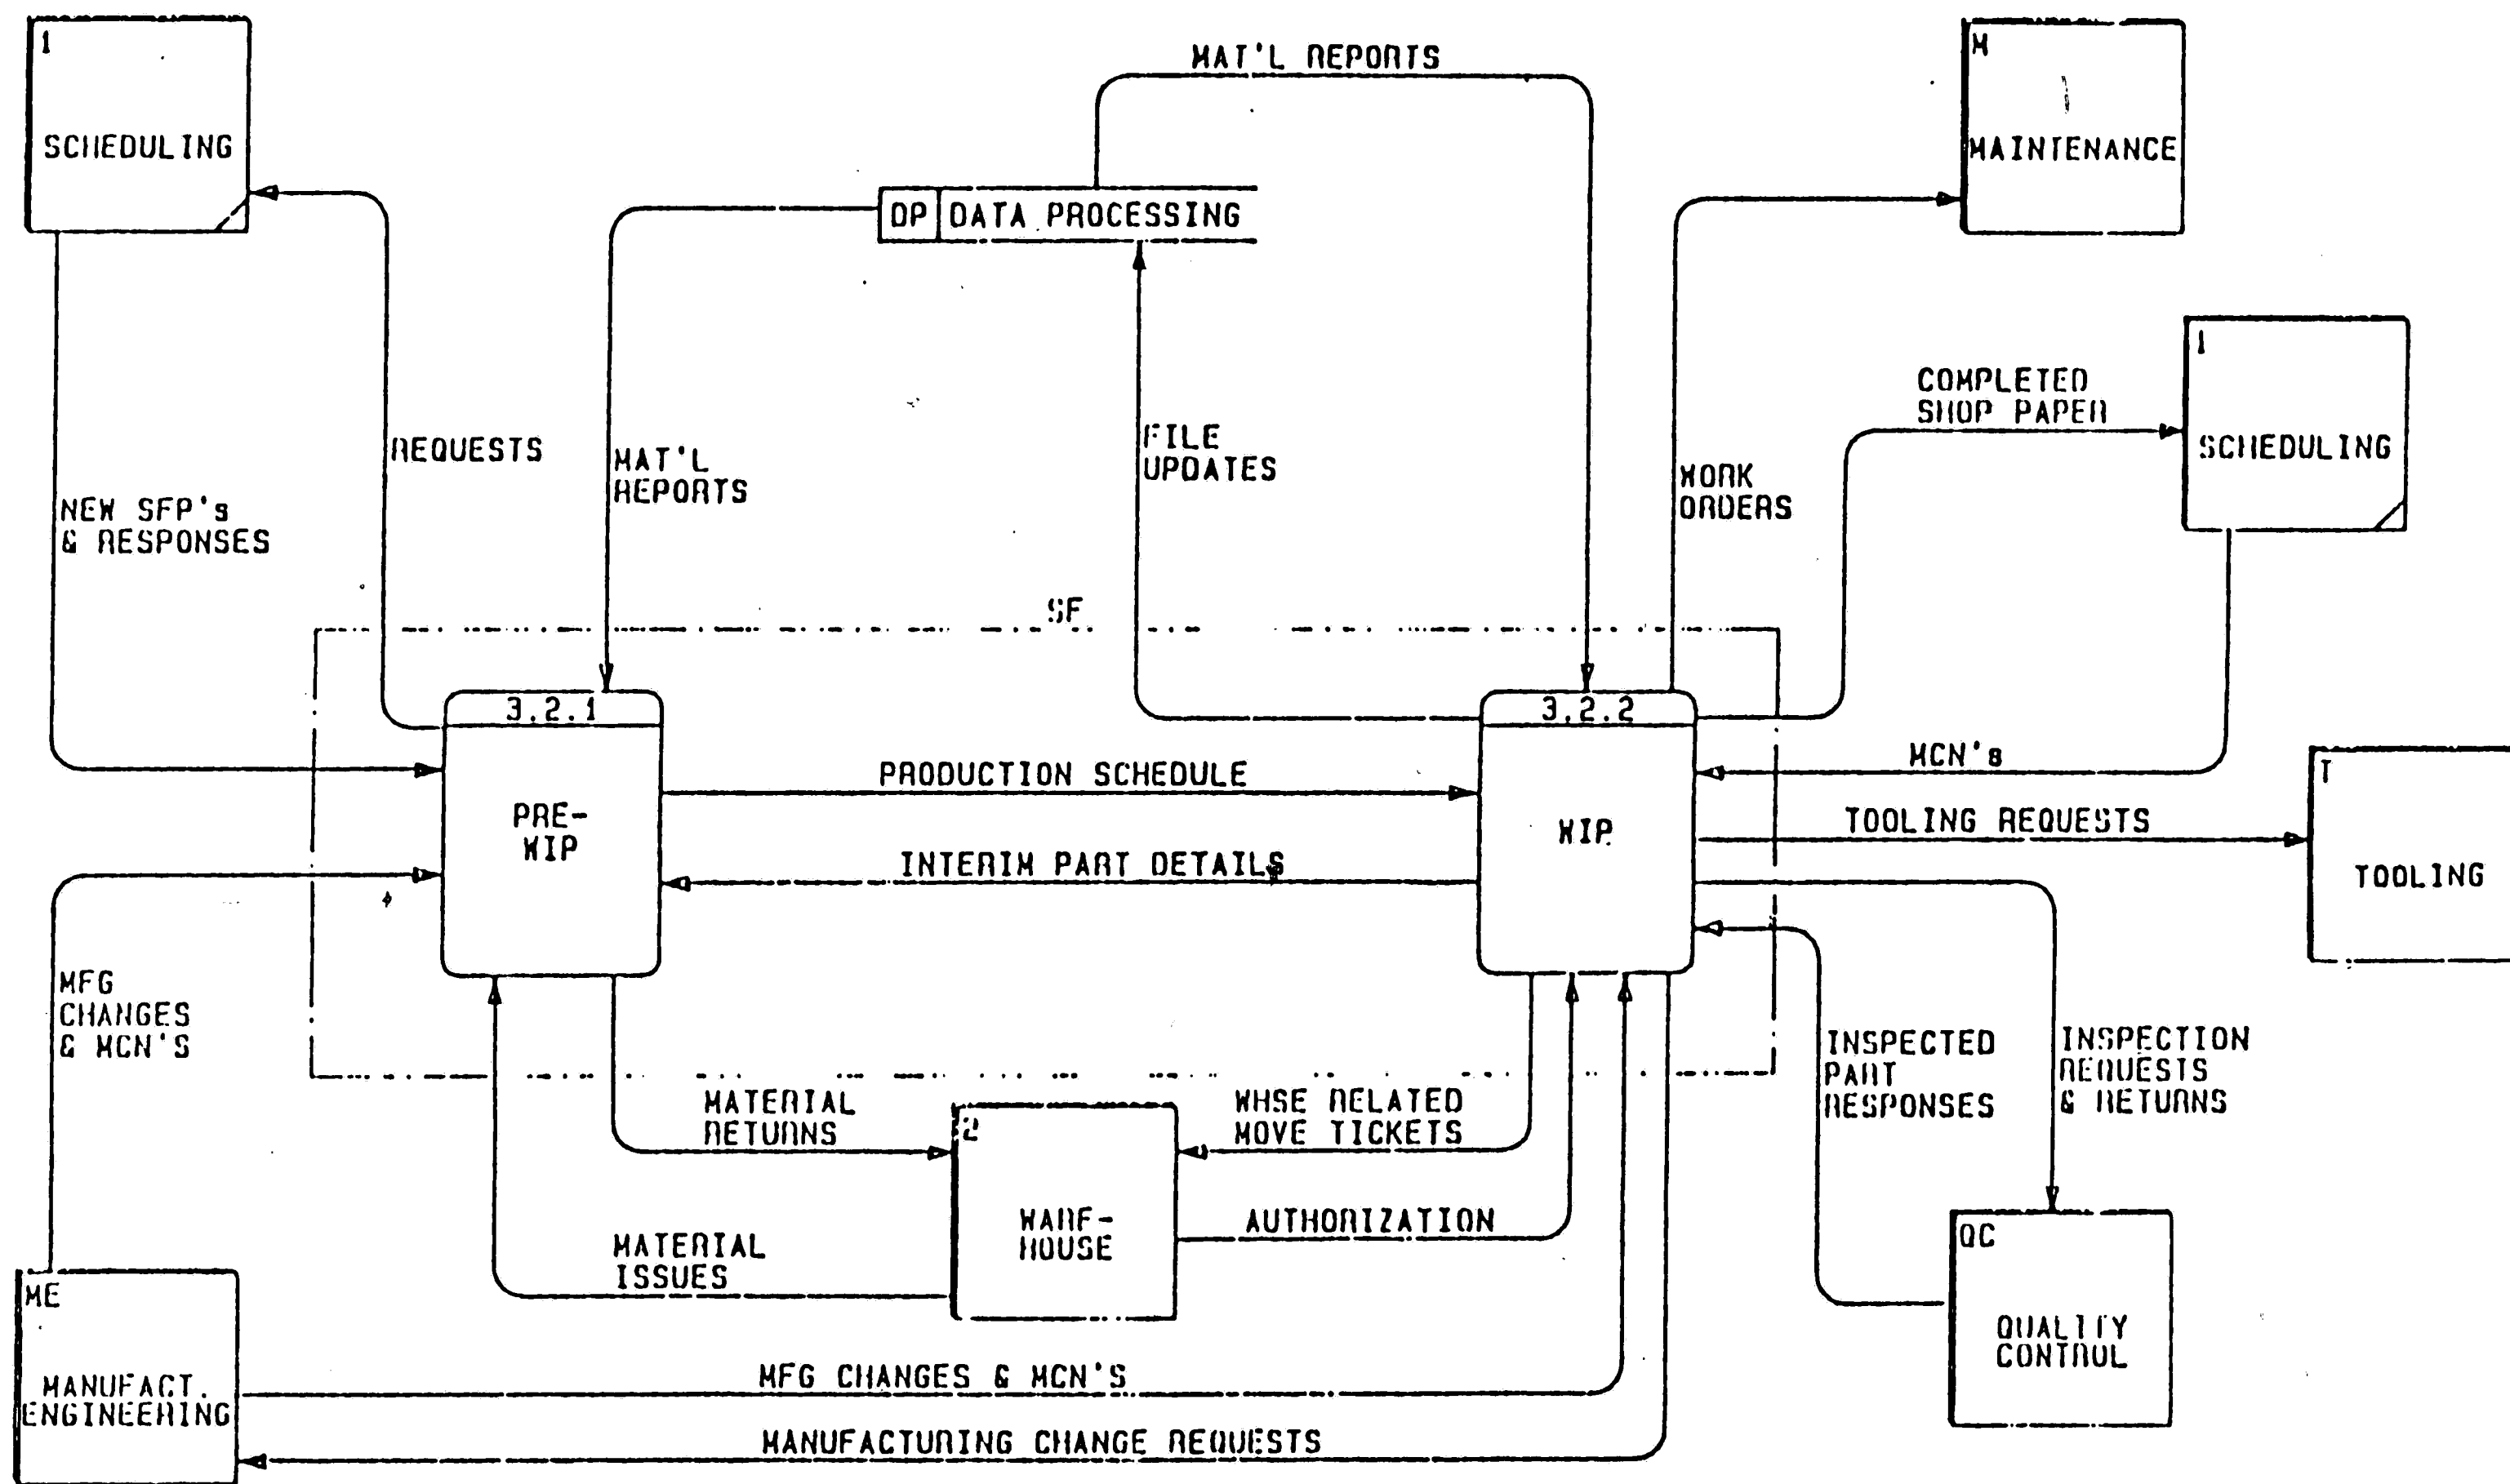 1
SCHEDULING
MAT'L REPORTS
M
MAINTENANCE
DP
DATA PROCESSING
1
SCHEDULING
COMPLETED
SHOP PAPER
REQUESTS
MAT'L
REPORTS
FILE
UPDATES
WORK
ORDERS
NEW SFP's
& RESPONSES
SF
3.2.1
PRE-
WIP
3.2.2
WIP
PRODUCTION SCHEDULE
INTERIM PART DETAILS
MCN's
TOOLING REQUESTS
T
TOOLING
MFG
CHANGES
& MCN'S
INSPECTED
PART
RESPONSES
INSPECTION
REQUESTS
& RETURNS
MATERIAL
RETURNS
WHSE RELATED
MOVE TICKETS
2
WARE-
HOUSE
AUTHORIZATION
MATERIAL
ISSUES
QC
QUALITY
CONTROL
ME
MANUFACT.
ENGINEERING
MFG CHANGES & MCN'S
MANUFACTURING CHANGE REQUESTS